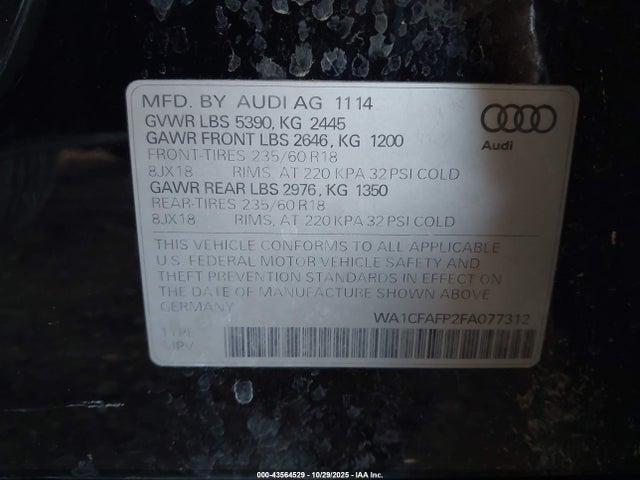 MFD. BY AUDI AG 11 14
GVWR LBS 5390, KG 2445
GAWR FRONT LBS 2646, KG 1200
FRONT-TIRES 235/60 R18
8JX18 RIMS, AT 220 KPA 32 PSI COLD
GAWR REAR LBS 2976, KG 1350
REAR-TIRES 235/60 R18
8JX18 RIMS, AT 220 KPA 32 PSI COLD
Audi
THIS VEHICLE CONFORMS TO ALL APPLICABLE
U.S. FEDERAL MOTOR VEHICLE SAFETY AND
THEFT PREVENTION STANDARDS IN EFFECT ON
THE DATE OF MANUFACTURE SHOWN ABOVE
GERMANY
WA1CFAFP2FA077312
TYPE
MPV
000-43564529 - 10/29/2025 - IAA Inc.